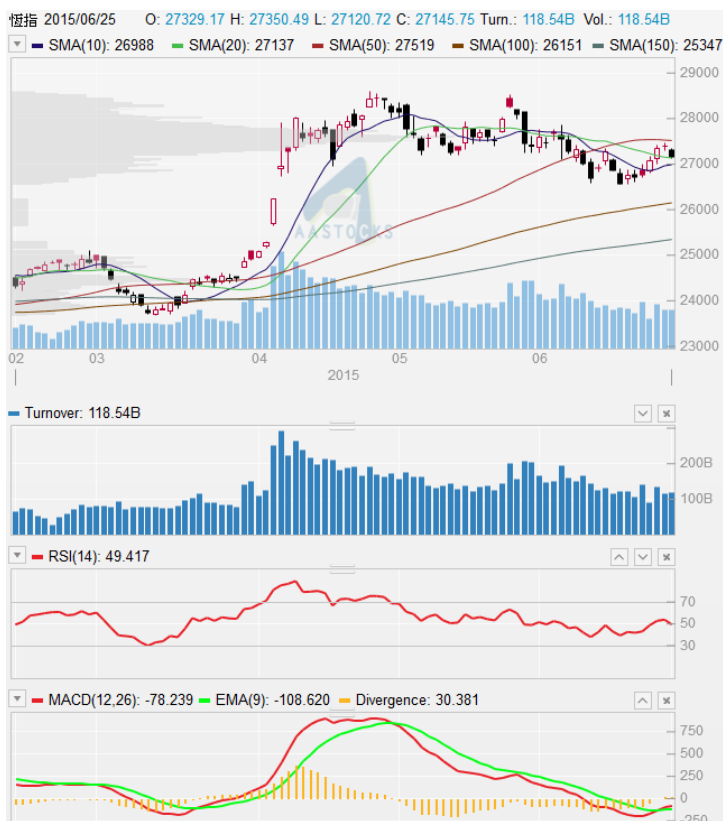 恆指 2015/06/25 O: 27329.17 H: 27350.49 L: 27120.72 C: 27145.75 Turn.: 118.54B Vol.: 118.54B
SMA(10): 26988 SMA(20): 27137 SMA(50): 27519 SMA(100): 26151 SMA(150): 25347
29000
28000
27000
26000
AASTOCKS
25000
24000
23000
02 03 04 05 06
2015
Turnover: 118.54B
200B
100B
RSI(14): 49.417
70
50
30
MACD(12,26): -78.239 EMA(9): -108.620 Divergence: 30.381
750
500
250
0
-250